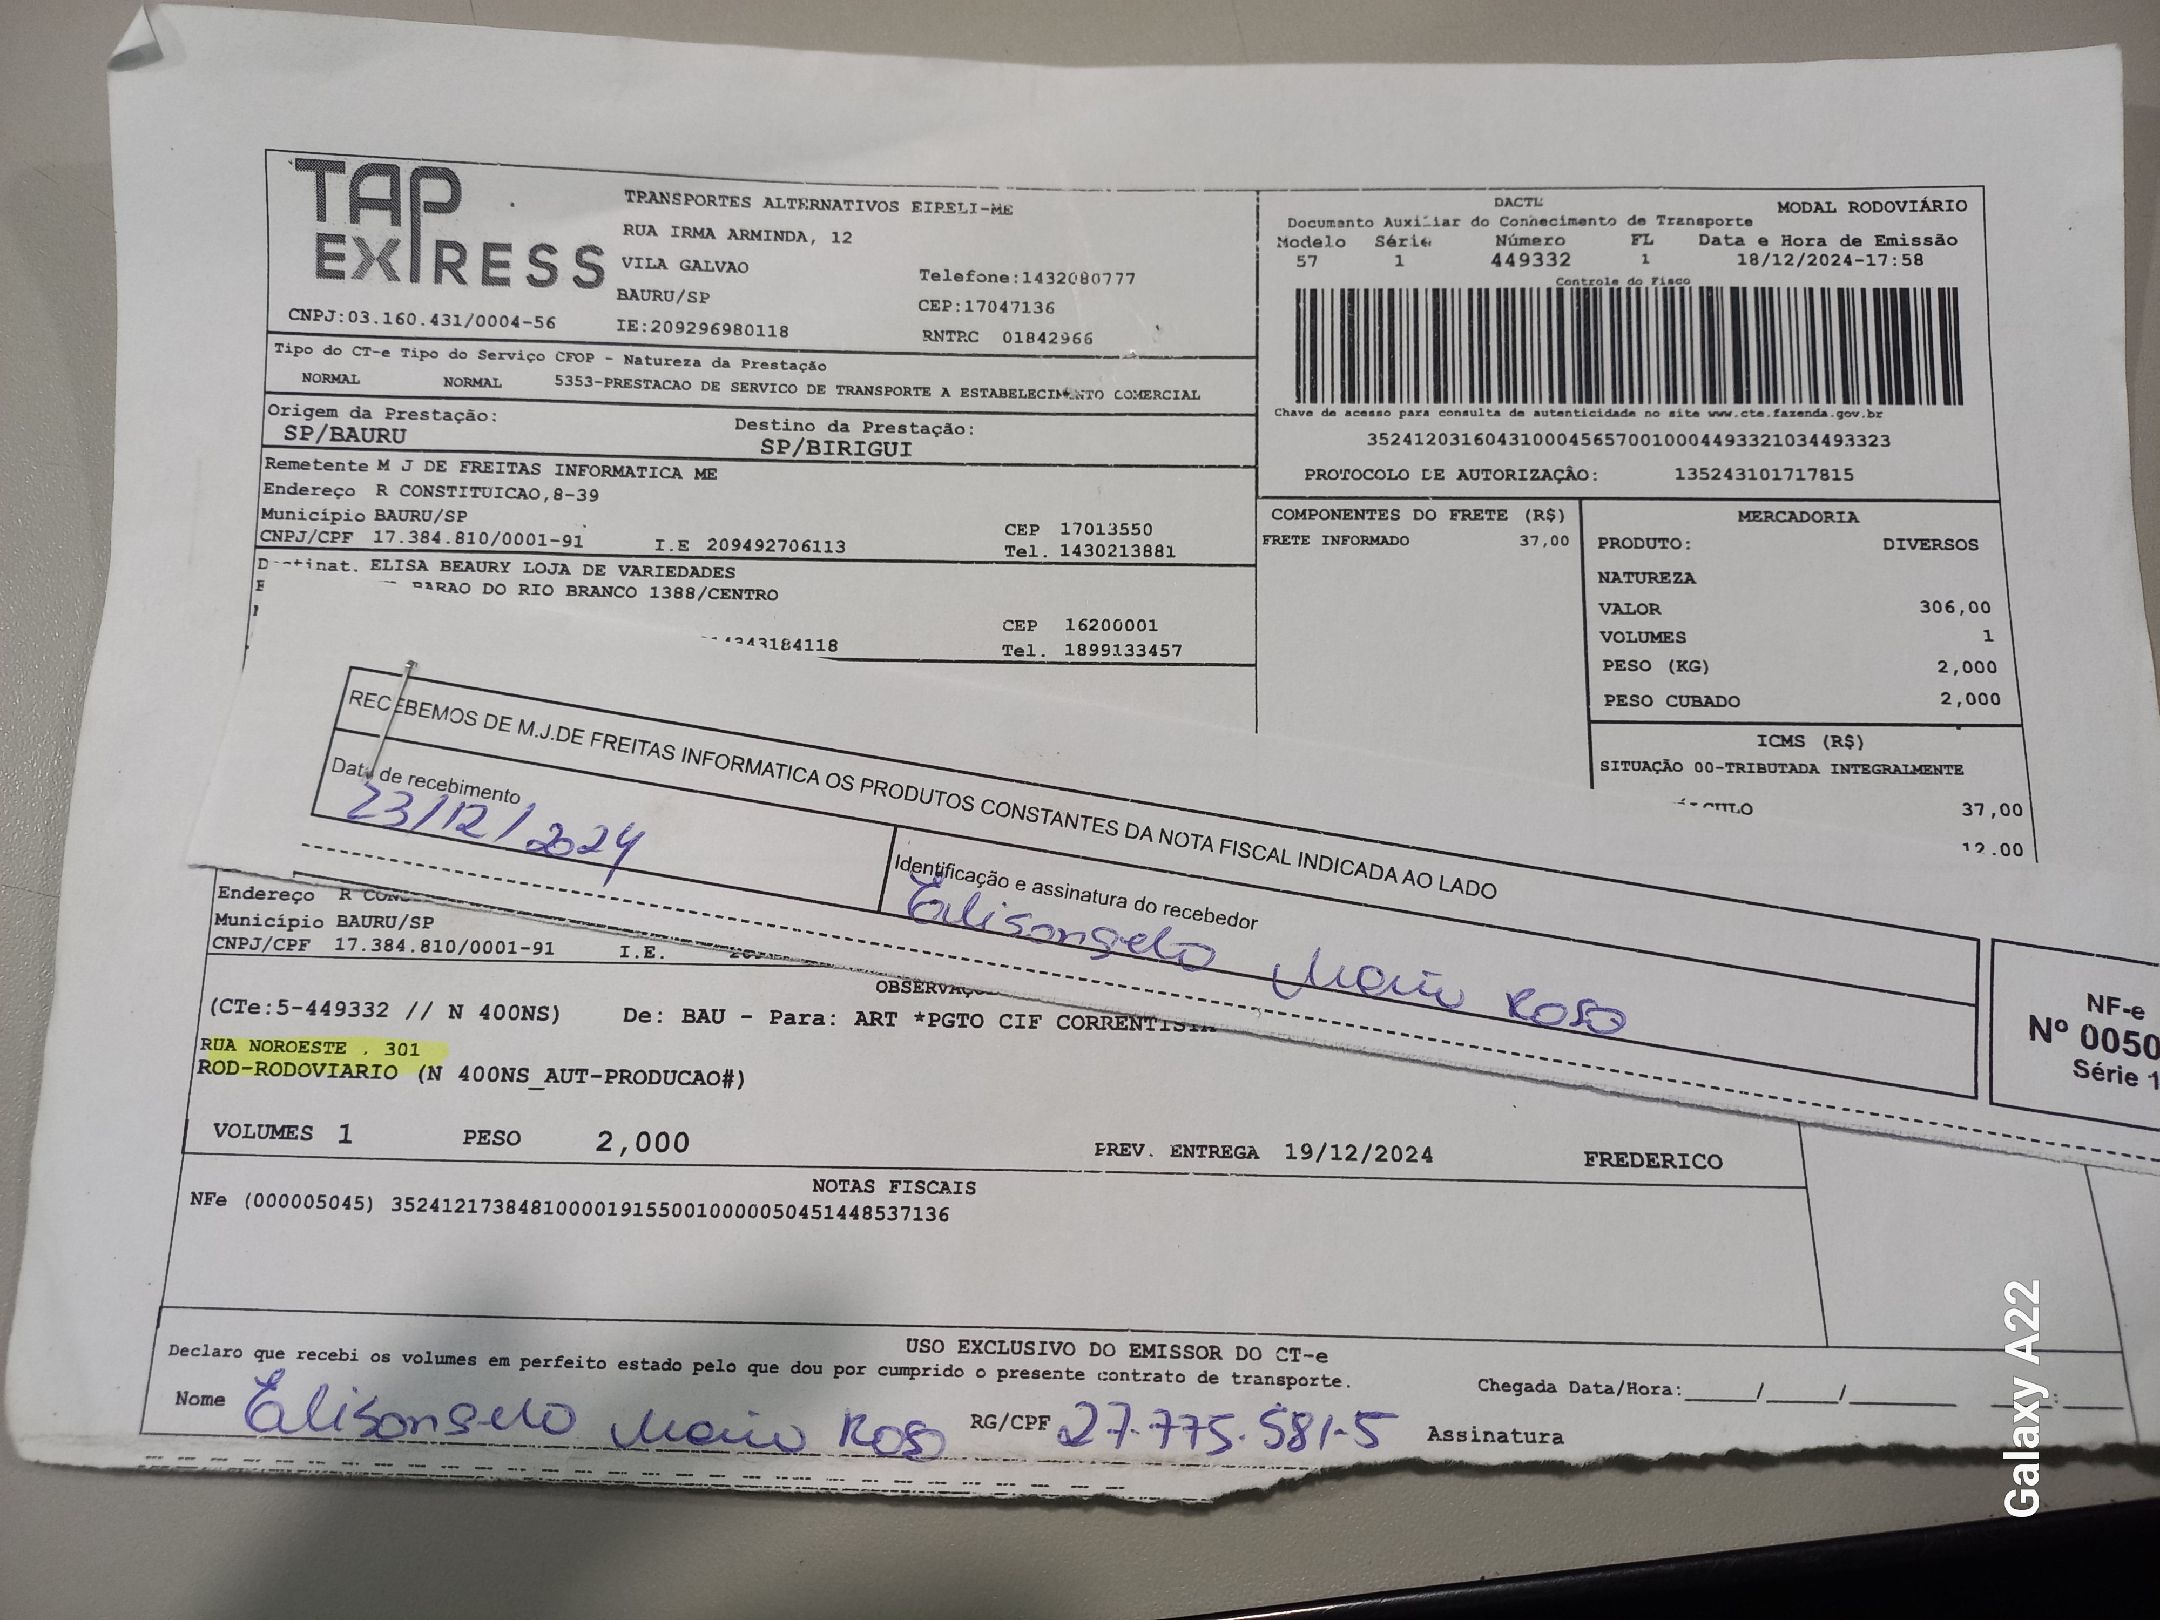 TAP EXPRESS
TRANSPORTES ALTERNATIVOS EIRELI-ME
RUA IRMA ARMINDA, 12
VILA GALVAO
BAURU/SP
IE:209296980118
Telefone:1432080777
CEP:17047136
RNTRC 01842966
CNPJ:03.160.431/0004-56
DACTE
MODAL RODOVIÁRIO
Documento Auxiliar do Conhecimento de Transporte
Modelo Série Número FL Data e Hora de Emissão
57 1 449332 1 18/12/2024-17:58
Controle do Fisco
Chave de acesso para consulta de autenticidade no site www.cte.fazenda.gov.br
35241203160431000456570010004493321034493323
PROTOCOLO DE AUTORIZAÇÃO: 135243101717815
Tipo do CT-e Tipo do Serviço CFOP - Natureza da Prestação
NORMAL NORMAL 5353-PRESTACAO DE SERVICO DE TRANSPORTE A ESTABELECIMENTO COMERCIAL
Origem da Prestação: Destino da Prestação:
SP/BAURU SP/BIRIGUI
Remetente M J DE FREITAS INFORMATICA ME
Endereço R CONSTITUICAO,8-39
Município BAURU/SP CEP 17013550
CNPJ/CPF 17.384.810/0001-91 I.E 209492706113 Tel. 1430213881
Destinat. ELISA BEAURY LOJA DE VARIEDADES
BARAO DO RIO BRANCO 1388/CENTRO
CEP 16200001
343184118 Tel. 1899133457
COMPONENTES DO FRETE (R$)
FRETE INFORMADO 37,00
MERCADORIA
PRODUTO: DIVERSOS
NATUREZA
VALOR 306,00
VOLUMES 1
PESO (KG) 2,000
PESO CUBADO 2,000
ICMS (R$)
SITUAÇÃO 00-TRIBUTADA INTEGRALMENTE
37,00
12.00
RECEBEMOS DE M.J.DE FREITAS INFORMATICA OS PRODUTOS CONSTANTES DA NOTA FISCAL INDICADA AO LADO
Data de recebimento
23/12/2024
Identificação e assinatura do recebedor
Elisangela Maria Rosa
NF-e
Nº 0050
Série 1
Endereço R CONS
Município BAURU/SP
CNPJ/CPF 17.384.810/0001-91 I.E.
(CTe:5-449332 // N 400NS) De: BAU - Para: ART *PGTO CIF CORRENTISTA
RUA NOROESTE , 301
ROD-RODOVIARIO (N 400NS_AUT-PRODUCAO#)
VOLUMES 1 PESO 2,000 PREV. ENTREGA 19/12/2024 FREDERICO
NOTAS FISCAIS
NFe (000005045) 35241217384810000191550010000050451448537136
USO EXCLUSIVO DO EMISSOR DO CT-e
Declaro que recebi os volumes em perfeito estado pelo que dou por cumprido o presente contrato de transporte.
Chegada Data/Hora:____/____/____ __:__
Nome Elisangela Maria Rosa RG/CPF 27.775.581-5 Assinatura
Galaxy A22